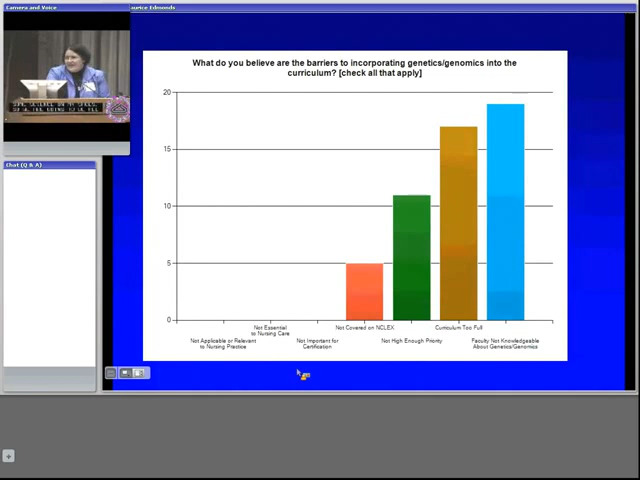 Camera and Voice
aurice Edmunds
What do you believe are the barriers to incorporating genetics/genomics into the
curriculum? [check all that apply]
20
15
10
5
0
Not Essential
to Nursing Care
Not Covered on NCLEX
Curriculum Too Full
Not Applicable or Relevant
to Nursing Practice
Not Important for
Certification
Not High Enough Priority
Faculty Not Knowledgeable
About Genetics/Genomics
Chat (Q & A)